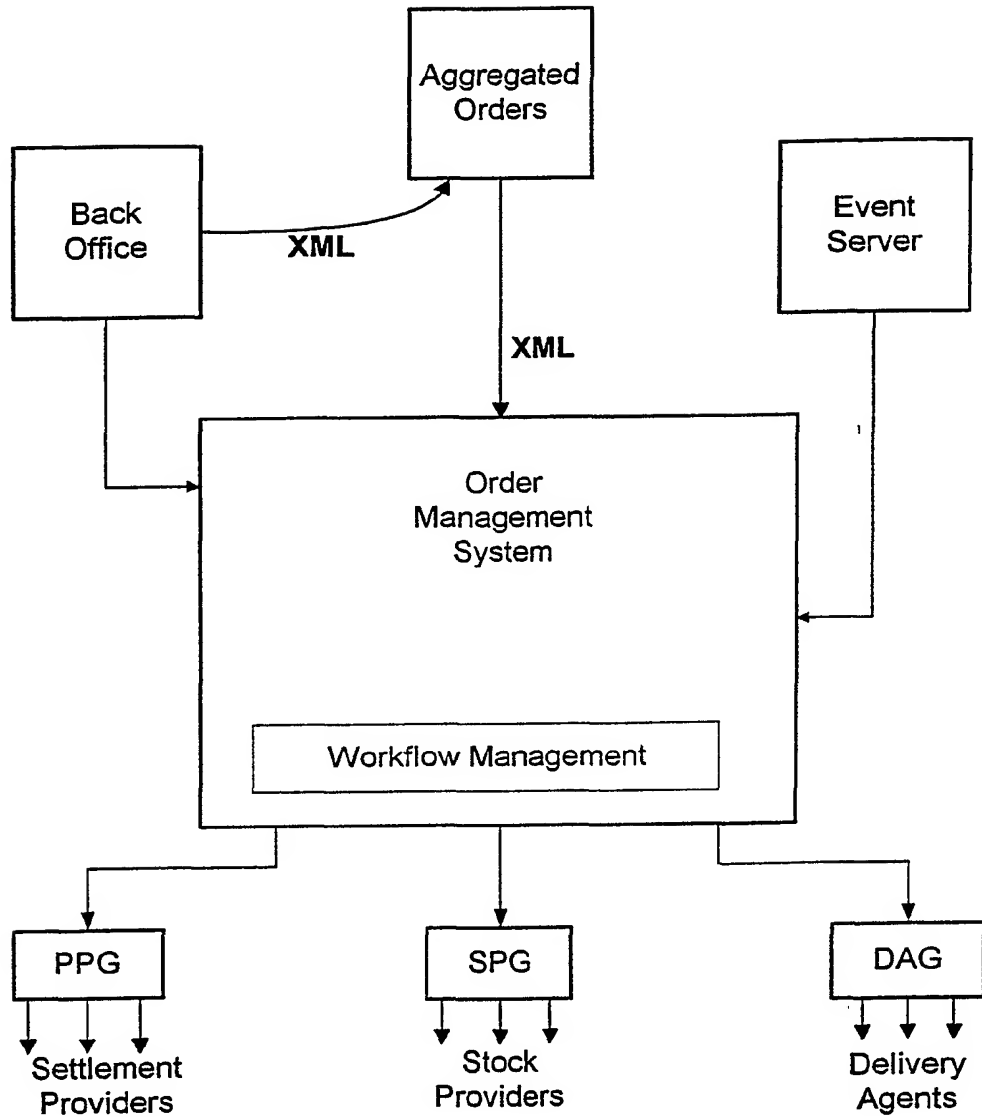 Aggregated
Orders
Back
Office
Event
Server
XML
XML
Order
Management
System
Workflow Management
PPG
SPG
DAG
Settlement
Providers
Stock
Providers
Delivery
Agents